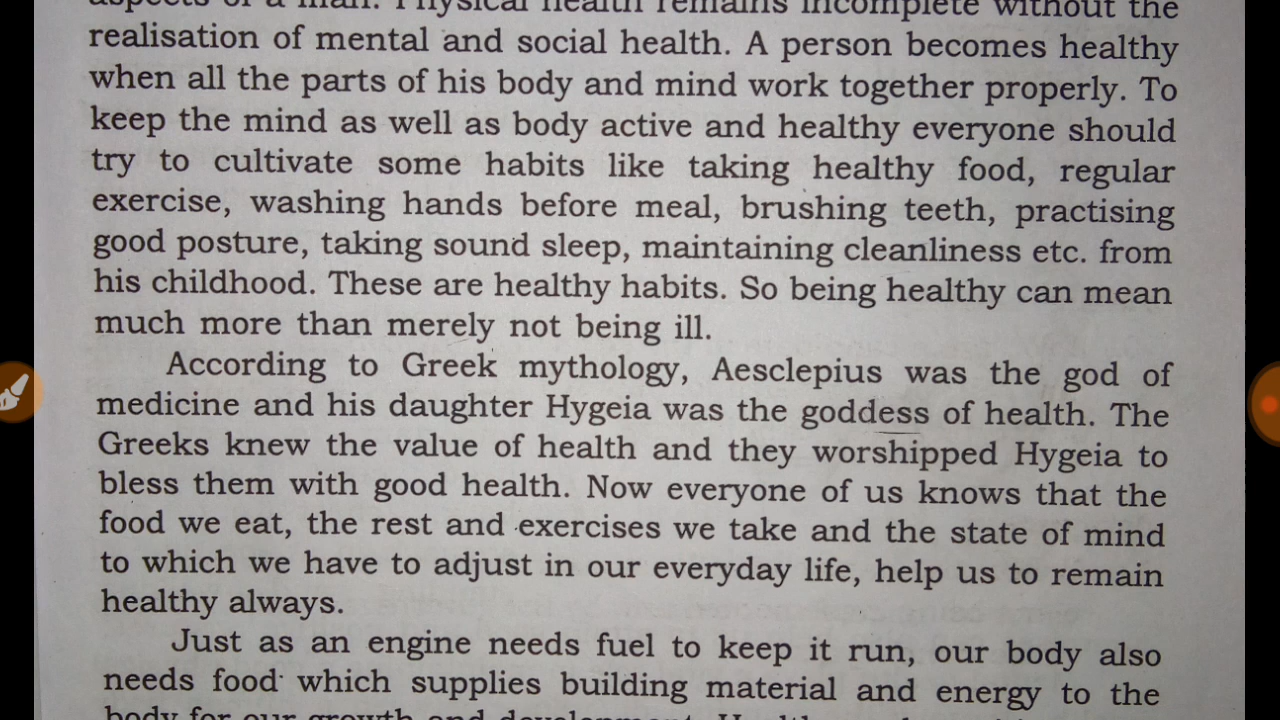 aspects of a man. Physical health remains incomplete without the
realisation of mental and social health. A person becomes healthy
when all the parts of his body and mind work together properly. To
keep the mind as well as body active and healthy everyone should
try to cultivate some habits like taking healthy food, regular
exercise, washing hands before meal, brushing teeth, practising
good posture, taking sound sleep, maintaining cleanliness etc. from
his childhood. These are healthy habits. So being healthy can mean
much more than merely not being ill.
According to Greek mythology, Aesclepius was the god of
medicine and his daughter Hygeia was the goddess of health. The
Greeks knew the value of health and they worshipped Hygeia to
bless them with good health. Now everyone of us knows that the
food we eat, the rest and exercises we take and the state of mind
to which we have to adjust in our everyday life, help us to remain
healthy always.
Just as an engine needs fuel to keep it run, our body also
needs food which supplies building material and energy to the
body for our growth and development.